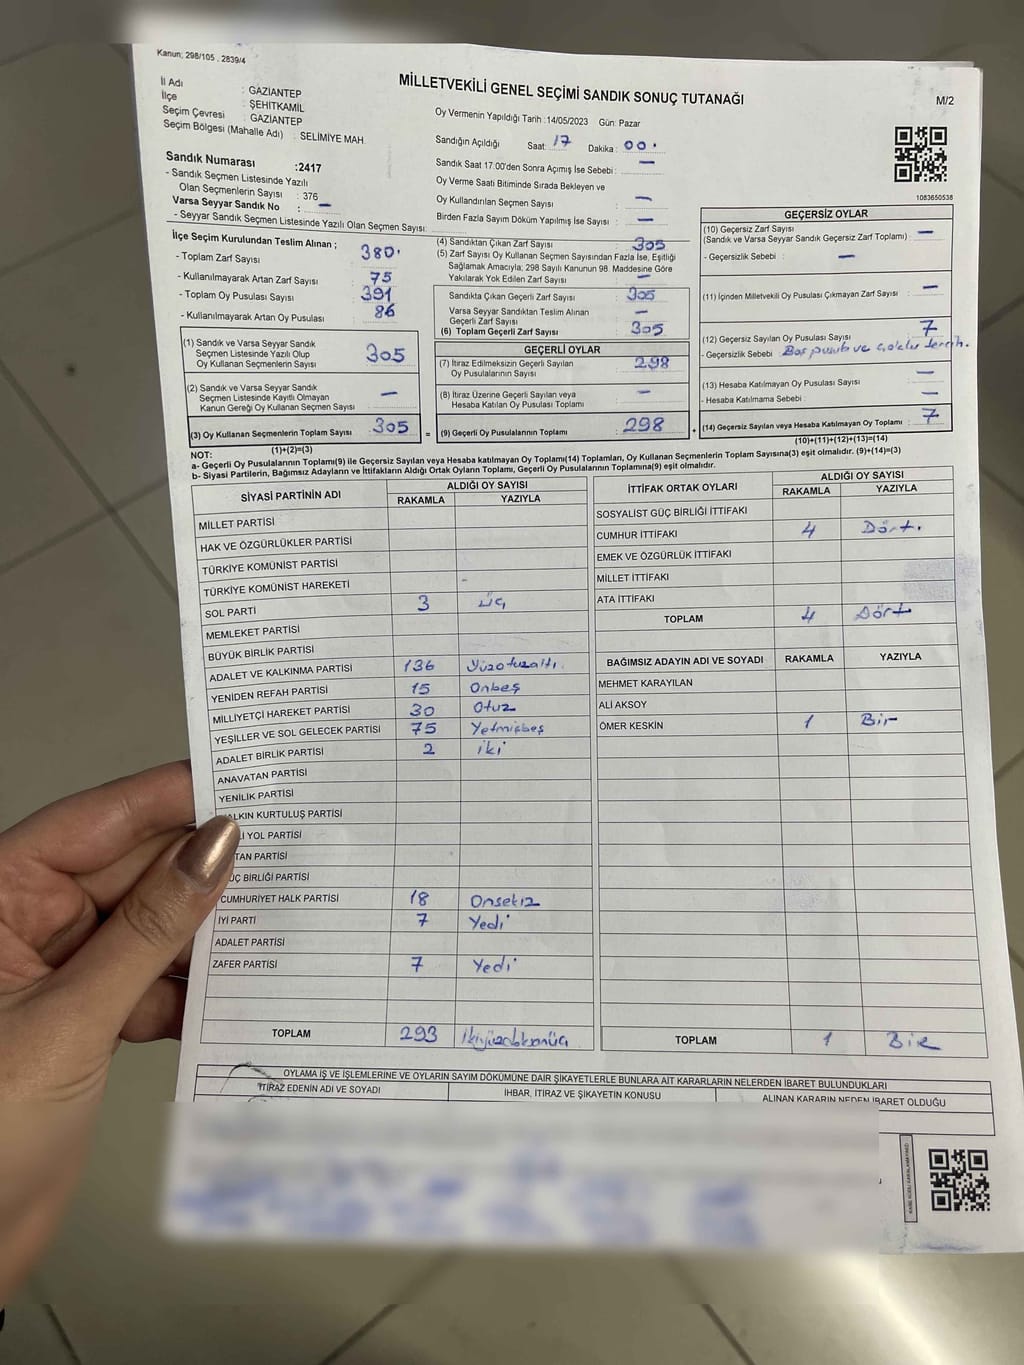 Kanun; 298/105 . 2839/4
MİLLETVEKİLİ GENEL SEÇİMİ SANDIK SONUÇ TUTANAĞI
M/2
İl Adı : GAZİANTEP
İlçe : ŞEHİTKAMİL
Seçim Çevresi : GAZİANTEP
Seçim Bölgesi (Mahalle Adı) : SELİMİYE MAH.
Oy Vermenin Yapıldığı Tarih :14/05/2023 Gün: Pazar
Sandığın Açıldığı Saat: 17 Dakika : 00.
Sandık Saat 17:00'den Sonra Açımış İse Sebebi : —
Oy Verme Saati Bitiminde Sırada Bekleyen ve
Oy Kullandırılan Seçmen Sayısı —
Birden Fazla Sayım Döküm Yapılmış İse Sayısı : —
1083650538
Sandık Numarası :2417
- Sandık Seçmen Listesinde Yazılı
Olan Seçmenlerin Sayısı : 376
Varsa Seyyar Sandık No : —
- Seyyar Sandık Seçmen Listesinde Yazılı Olan Seçmen Sayısı:
İlçe Seçim Kurulundan Teslim Alınan ;
- Toplam Zarf Sayısı 380.
- Kullanılmayarak Artan Zarf Sayısı 75
- Toplam Oy Pusulası Sayısı 391
- Kullanılmayarak Artan Oy Pusulası 86
(1) Sandık ve Varsa Seyyar Sandık
Seçmen Listesinde Yazılı Olup
Oy Kullanan Seçmenlerin Sayısı 305
(2) Sandık ve Varsa Seyyar Sandık
Seçmen Listesinde Kayıtlı Olmayan
Kanun Gereği Oy Kullanan Seçmen Sayısı —
(3) Oy Kullanan Seçmenlerin Toplam Sayısı 305
(1)+(2)=(3)
(4) Sandıktan Çıkan Zarf Sayısı 305
(5) Zarf Sayısı Oy Kullanan Seçmen Sayısından Fazla İse, Eşitliği
Sağlamak Amacıyla; 298 Sayılı Kanunun 98. Maddesine Göre
Yakılarak Yok Edilen Zarf Sayısı —
Sandıkta Çıkan Geçerli Zarf Sayısı 305
Varsa Seyyar Sandıktan Teslim Alınan
Geçerli Zarf Sayısı —
(6) Toplam Geçerli Zarf Sayısı 305
GEÇERLİ OYLAR
(7) İtiraz Edilmeksizin Geçerli Sayılan
Oy Pusulalarının Sayısı 298
(8) İtiraz Üzerine Geçerli Sayılan veya
Hesaba Katılan Oy Pusulası Toplamı —
= (9) Geçerli Oy Pusulalarının Toplamı : 298 +
GEÇERSİZ OYLAR
(10) Geçersiz Zarf Sayısı
(Sandık ve Varsa Seyyar Sandık Geçersiz Zarf Toplamı) : —
- Geçersizlik Sebebi : —
(11) İçinden Milletvekili Oy Pusulası Çıkmayan Zarf Sayısı : —
(12) Geçersiz Sayılan Oy Pusulası Sayısı : 7
- Geçersizlik Sebebi Boş pusula ve
(13) Hesaba Katılmayan Oy Pusulası Sayısı —
- Hesaba Katılmama Sebebi : —
(14) Geçersiz Sayılan veya Hesaba Katılmayan Oy Toplamı : 7
(10)+(11)+(12)+(13)=(14)
NOT:
a- Geçerli Oy Pusulalarının Toplamı(9) ile Geçersiz Sayılan veya Hesaba Katılmayan Oy Toplamı(14) Toplamları, Oy Kullanan Seçmenlerin Toplam Sayısına(3) eşit olmalıdır. (9)+(14)=(3)
b- Siyasi Partilerin, Bağımsız Adayların ve İttifakların Aldığı Ortak Oyların Toplamı, Geçerli Oy Pusulalarının Toplamına(9) eşit olmalıdır.
SİYASİ PARTİNİN ADI ALDIĞI OY SAYISI
RAKAMLA YAZIYLA
MİLLET PARTİSİ
HAK VE ÖZGÜRLÜKLER PARTİSİ
TÜRKİYE KOMÜNİST PARTİSİ
TÜRKİYE KOMÜNİST HAREKETİ -
SOL PARTİ 3 üç
MEMLEKET PARTİSİ
BÜYÜK BİRLİK PARTİSİ
ADALET VE KALKINMA PARTİSİ 136 Yüzotuzaltı.
YENİDEN REFAH PARTİSİ 15 Onbeş
MİLLİYETÇİ HAREKET PARTİSİ 30 Otuz
YEŞİLLER VE SOL GELECEK PARTİSİ 75 Yetmişbeş
ADALET BİRLİK PARTİSİ 2 iki
ANAVATAN PARTİSİ
YENİLİK PARTİSİ
ALKIN KURTULUŞ PARTİSİ
Lİ YOL PARTİSİ
TAN PARTİSİ
ÜÇ BİRLİĞİ PARTİSİ
CUMHURİYET HALK PARTİSİ 18 Onsekiz
İYİ PARTİ 7 Yedi
ADALET PARTİSİ
ZAFER PARTİSİ 7 Yedi
TOPLAM 293 İkiyüzdoksanüç
İTTİFAK ORTAK OYLARI ALDIĞI OY SAYISI
RAKAMLA YAZIYLA
SOSYALİST GÜÇ BİRLİĞİ İTTİFAKI
CUMHUR İTTİFAKI 4 Dört.
EMEK VE ÖZGÜRLÜK İTTİFAKI
MİLLET İTTİFAKI
ATA İTTİFAKI
TOPLAM 4 Dört
BAĞIMSIZ ADAYIN ADI VE SOYADI RAKAMLA YAZIYLA
MEHMET KARAYILAN
ALİ AKSOY
ÖMER KESKİN 1 Bir
TOPLAM 1 Bir
OYLAMA İŞ VE İŞLEMLERİNE VE OYLARIN SAYIM DÖKÜMÜNE DAİR ŞİKAYETLERLE BUNLARA AİT KARARLARIN NELERDEN İBARET BULUNDUKLARI
İTİRAZ EDENİN ADI VE SOYADI İHBAR, İTİRAZ VE ŞİKAYETİN KONUSU ALINAN KARARIN NEDEN İBARET OLDUĞU